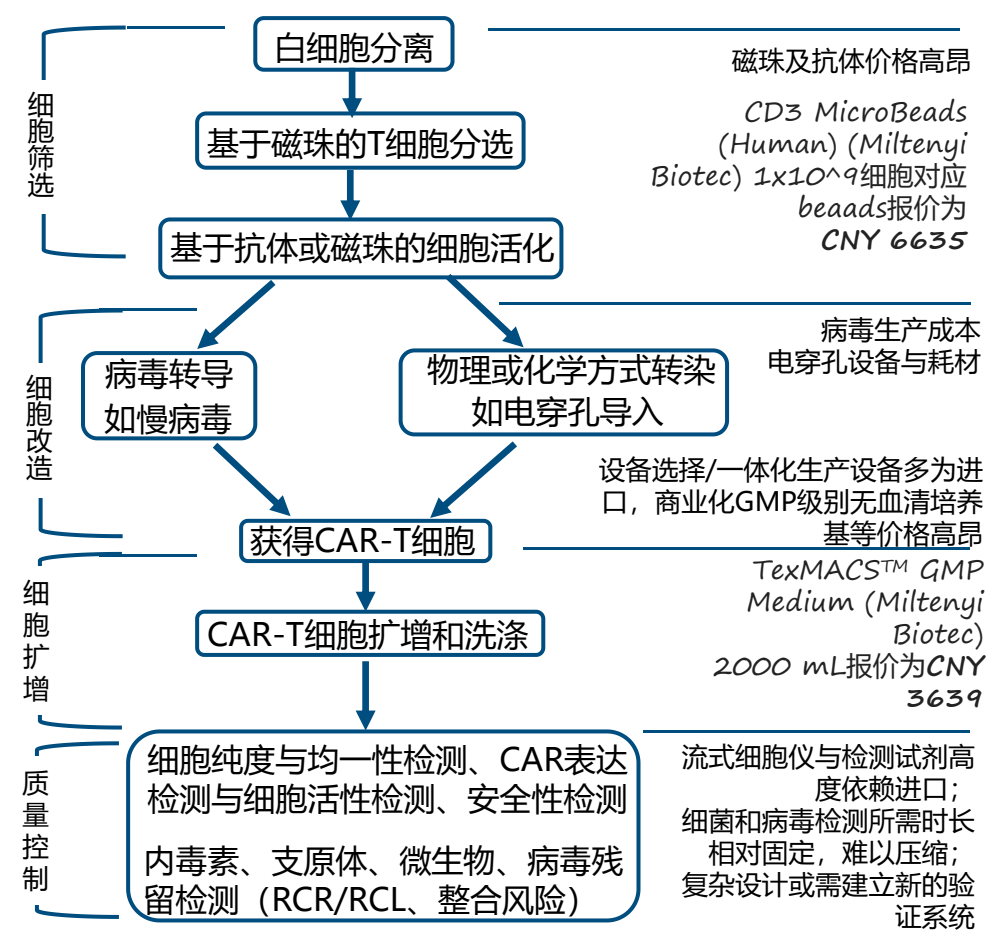 白细胞分离
磁珠及抗体价格高昂
细胞筛选
基于磁珠的T细胞分选
CD3 MicroBeads
(Human) (Miltenyi
Biotec) 1x10^9细胞对应
beaads报价为
CNY 6635
基于抗体或磁珠的细胞活化
细胞改造
病毒转导
如慢病毒
物理或化学方式转染
如电穿孔导入
病毒生产成本
电穿孔设备与耗材
获得CAR-T细胞
设备选择/一体化生产设备多为进
口，商业化GMP级别无血清培养
基等价格高昂
细胞扩增
CAR-T细胞扩增和洗涤
TexMACS™ GMP
Medium (Miltenyi
Biotec)
2000 mL报价为CNY
3639
质量控制
细胞纯度与均一性检测、CAR表达
检测与细胞活性检测、安全性检测
内毒素、支原体、微生物、病毒残
留检测（RCR/RCL、整合风险）
流式细胞仪与检测试剂高
度依赖进口；
细菌和病毒检测所需时长
相对固定，难以压缩；
复杂设计或需建立新的验
证系统